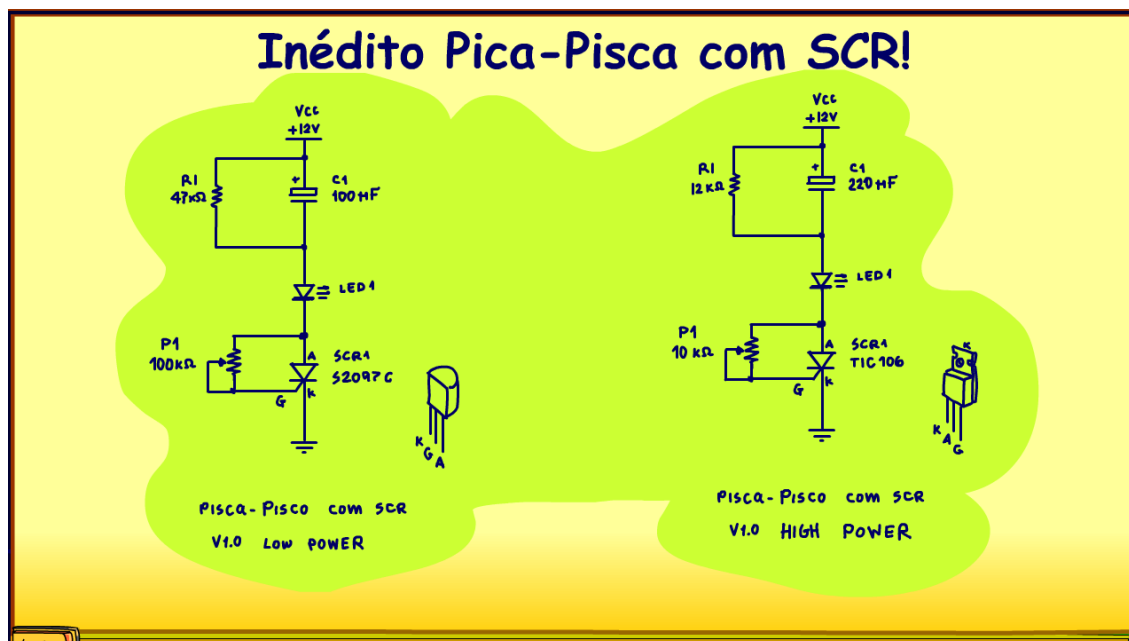 Inédito Pica-Pisca com SCR!
Vcc
+12V
R1
47kΩ
+
C1
100µF
LED1
P1
100kΩ
A
SCR1
S2097C
G
K
K
G
A
PISCA-PISCO com SCR
V1.0 LOW POWER
Vcc
+12V
R1
12kΩ
+
C1
220µF
LED1
P1
10kΩ
A
SCR1
TIC106
G
K
K
K
A
G
PISCA-PISCO com SCR
V1.0 HIGH POWER